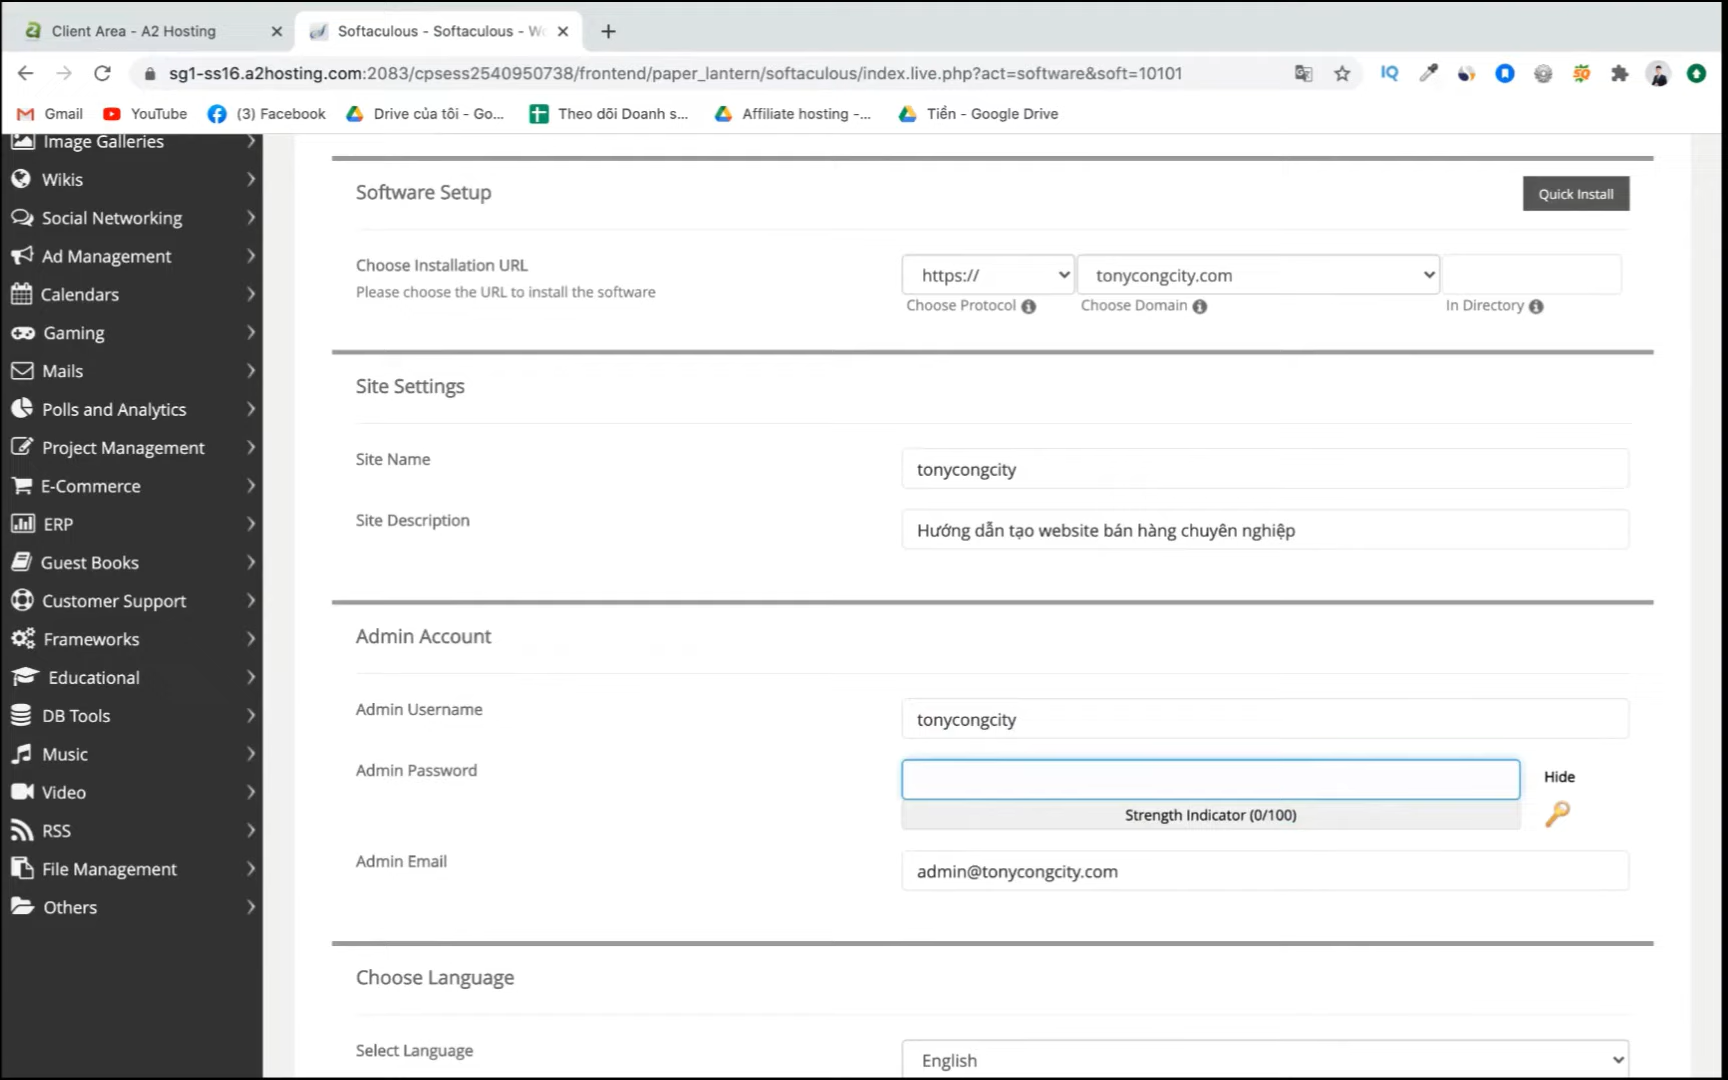 Client Area - A2 Hosting
Softaculous - Softaculous - Wo
sg1-ss16.a2hosting.com:2083/cpsess2540950738/frontend/paper_lantern/softaculous/index.live.php?act=software&soft=10101
Gmail
YouTube
(3) Facebook
Drive của tôi - Go...
Theo dõi Doanh s...
Affiliate hosting -...
Tiền - Google Drive
Image Galleries
Wikis
Social Networking
Ad Management
Calendars
Gaming
Mails
Polls and Analytics
Project Management
E-Commerce
ERP
Guest Books
Customer Support
Frameworks
Educational
DB Tools
Music
Video
RSS
File Management
Others
Software Setup
Quick Install
Choose Installation URL
Please choose the URL to install the software
https://
tonycongcity.com
Choose Protocol
Choose Domain
In Directory
Site Settings
Site Name
tonycongcity
Site Description
Hướng dẫn tạo website bán hàng chuyên nghiệp
Admin Account
Admin Username
tonycongcity
Admin Password
Hide
Strength Indicator (0/100)
Admin Email
admin@tonycongcity.com
Choose Language
Select Language
English